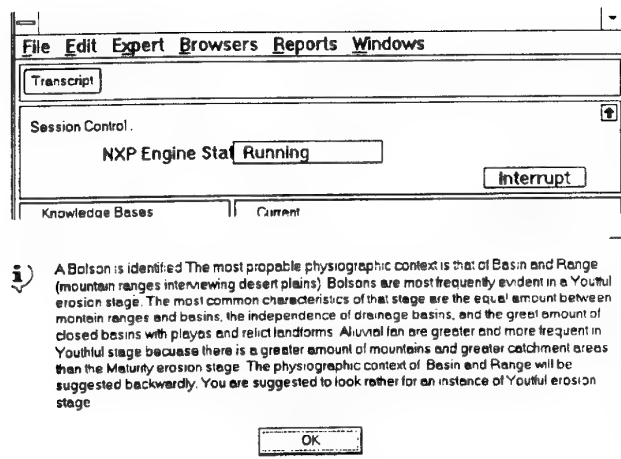 File Edit Expert Browsers Reports Windows
Transcript
Session Control.
NXP Engine Stat Running
Interrupt
Knowledge Bases Current
A Bolson is identified The most propable physiographic context is that of Basin and Range
(mountain ranges interviewing desert plains) Bolsons are most frequently evident in a Youtful
erosion stage. The most common characteristics of that stage are the equal amount between
montain ranges and basins, the independence of drainage basins, and the great amount of
closed basins with playas and relict landforms Aluvial fan are greater and more frequent in
Youthful stage becuase there is a greater amount of mountains and greater catchment areas
than the Maturity erosion stage The physiographic context of Basin and Range will be
suggested backwardly. You are suggested to look rather for an instance of Youtful erosion
stage
OK